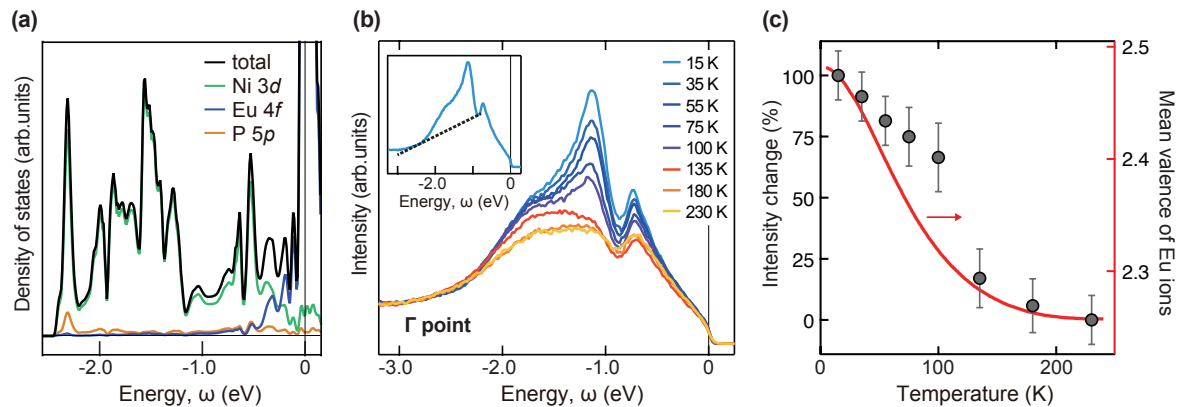 (a)
Density of states (arb.units)
total
Ni 3d
Eu 4f
P 5p
-2.0
-1.0
0
Energy, ω (eV)
(b)
Intensity (arb.units)
-2.0
0
Energy, ω (eV)
15 K
35 K
55 K
75 K
100 K
135 K
180 K
230 K
Γ point
-3.0
-2.0
-1.0
0
Energy, ω (eV)
(c)
Intensity change (%)
100
75
50
25
0
0
100
200
Temperature (K)
2.5
2.4
2.3
Mean valence of Eu ions